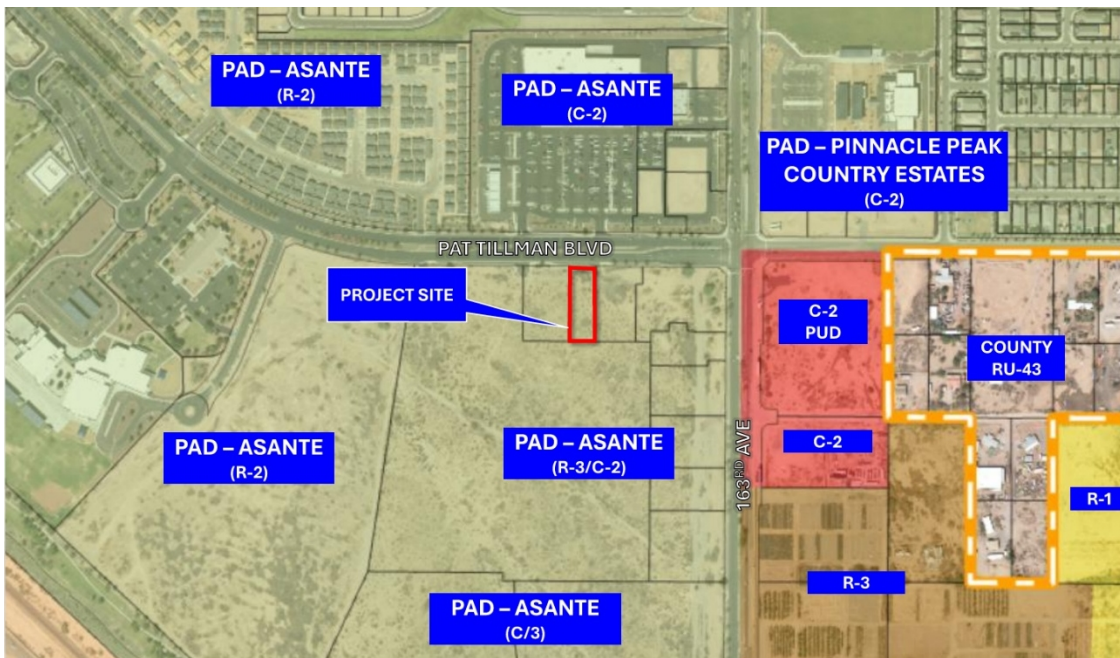 PAD – ASANTE
(R-2)
PAD – ASANTE
(C-2)
PAD – PINNACLE PEAK
COUNTRY ESTATES
(C-2)
PAT TILLMAN BLVD
PROJECT SITE
C-2
PUD
COUNTY
RU-43
PAD – ASANTE
(R-2)
PAD – ASANTE
(R-3/C-2)
163RD AVE
C-2
R-1
R-3
PAD – ASANTE
(C/3)